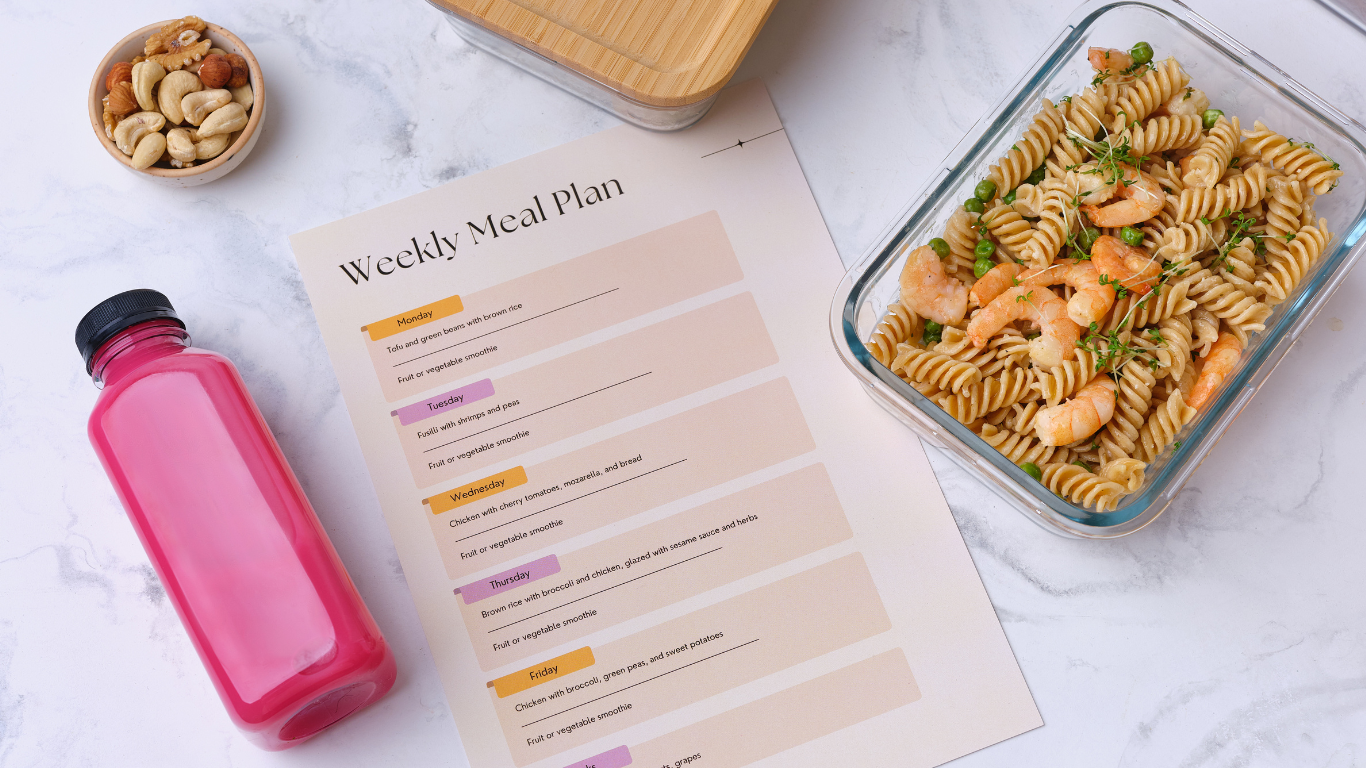 Weekly Meal Plan
Monday
Tofu and green beans with brown rice
Fruit or vegetable smoothie
Tuesday
Fusilli with shrimps and peas
Fruit or vegetable smoothie
Wednesday
Chicken with cherry tomatoes, mozarella, and bread
Fruit or vegetable smoothie
Thursday
Brown rice with broccoli and chicken, glazed with sesame sauce and herbs
Fruit or vegetable smoothie
Friday
Chicken with broccoli, green peas, and sweet potatoes
Fruit or vegetable smoothie
grapes